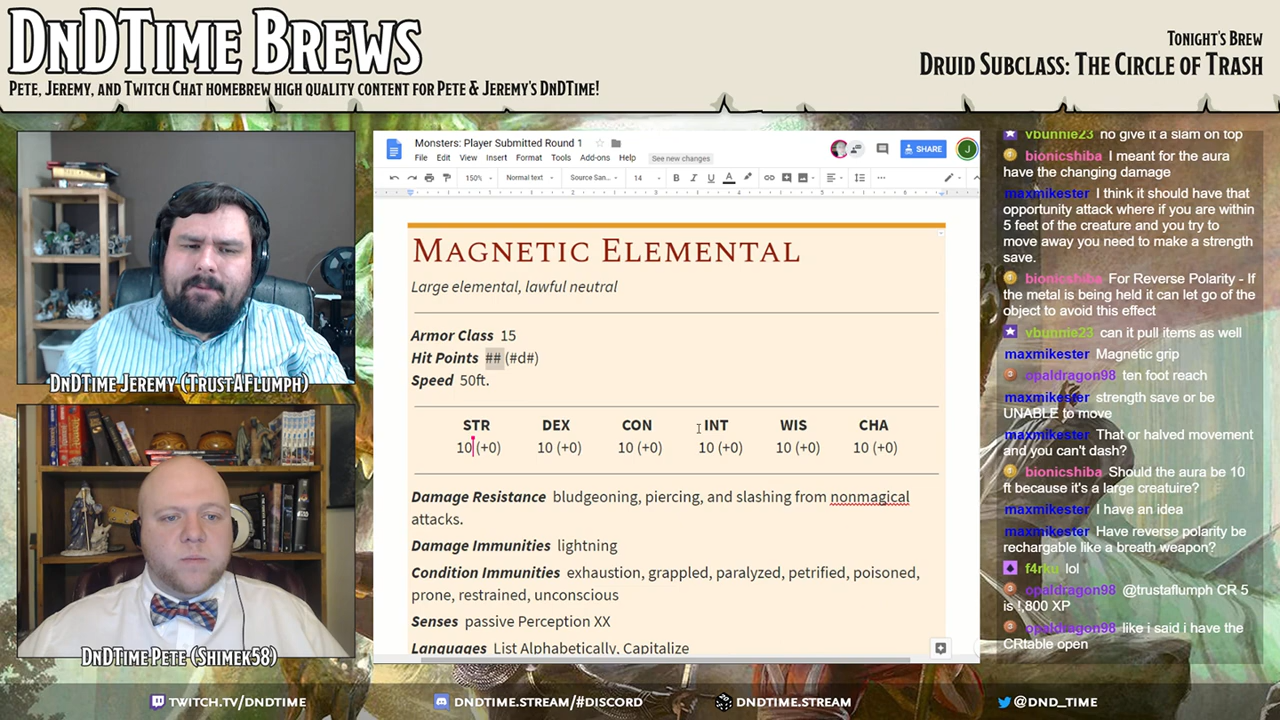 DnDTime Brews
Pete, Jeremy, and Twitch Chat homebrew high quality content for Pete & Jeremy's DnDTime!
Tonight's Brew
Druid Subclass: The Circle of Trash
DnDTime Jeremy (TrustAFlumph)
DnDTime Pete (Shimek58)
Monsters: Player Submitted Round 1
File Edit View Insert Format Tools Add-ons Help See new changes
SHARE
J
150% Normal text Source San... 14 B I U A
Magnetic Elemental
Large elemental, lawful neutral
Armor Class 15
Hit Points ## (#d#)
Speed 50ft.
STR DEX CON INT WIS CHA
10 (+0) 10 (+0) 10 (+0) 10 (+0) 10 (+0) 10 (+0)
Damage Resistance bludgeoning, piercing, and slashing from nonmagical
attacks.
Damage Immunities lightning
Condition Immunities exhaustion, grappled, paralyzed, petrified, poisoned,
prone, restrained, unconscious
Senses passive Perception XX
Languages List Alphabetically, Capitalize
vbunnie23 no give it a slam on top
bionicshiba I meant for the aura
have the changing damage
maxmikester I think it should have that
opportunity attack where if you are within
5 feet of the creature and you try to
move away you need to make a strength
save.
bionicshiba For Reverse Polarity - If
the metal is being held it can let go of the
object to avoid this effect
vbunnie23 can it pull items as well
maxmikester Magnetic grip
opaldragon98 ten foot reach
maxmikester strength save or be
UNABLE to move
maxmikester That or halved movement
and you can't dash?
bionicshiba Should the aura be 10
ft because it's a large creatuire?
maxmikester I have an idea
maxmikester Have reverse polarity be
rechargable like a breath weapon?
f4rku lol
opaldragon98 @trustaflumph CR 5
is !,800 XP
opaldragon98 like i said i have the
CRtable open
twitch.tv/dndtime
dndtime.stream/#discord
dndtime.stream
@dnd_time